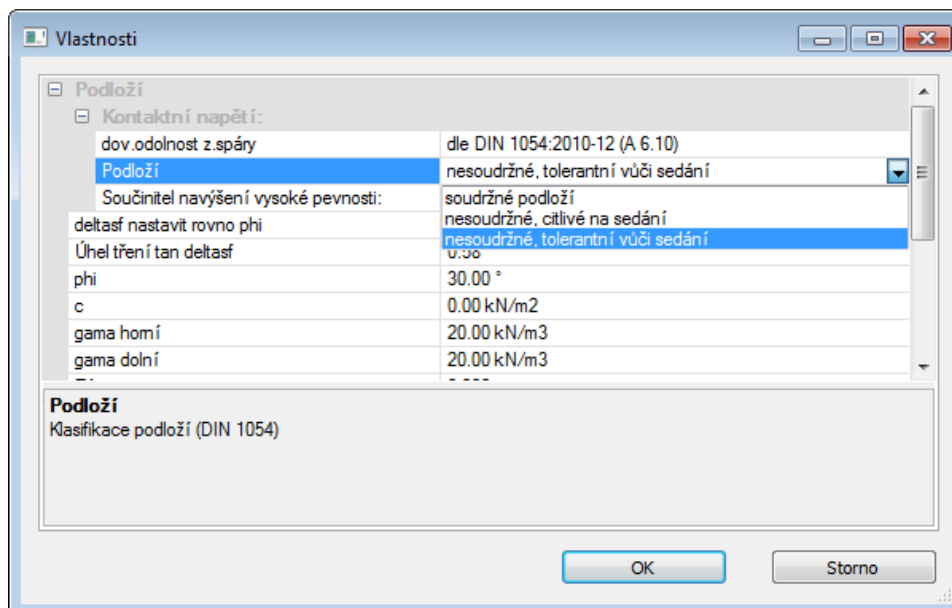 Vlastnosti
Podloží
Kontaktní napětí:
dov.odolnost z.spáry dle DIN 1054:2010-12 (A 6.10)
Podloží nesoudržné, tolerantní vůči sedání
Součinitel navýšení vysoké pevnosti: soudržné podloží
nesoudržné, citlivé na sedání
deltasf nastavit rovno phi
nesoudržné, tolerantní vůči sedání
Úhel tření tan deltasf 0.58
phi 30.00 °
c 0.00 kN/m2
gama horní 20.00 kN/m3
gama dolní 20.00 kN/m3
Podloží
Klasifikace podloží (DIN 1054)
OK Storno